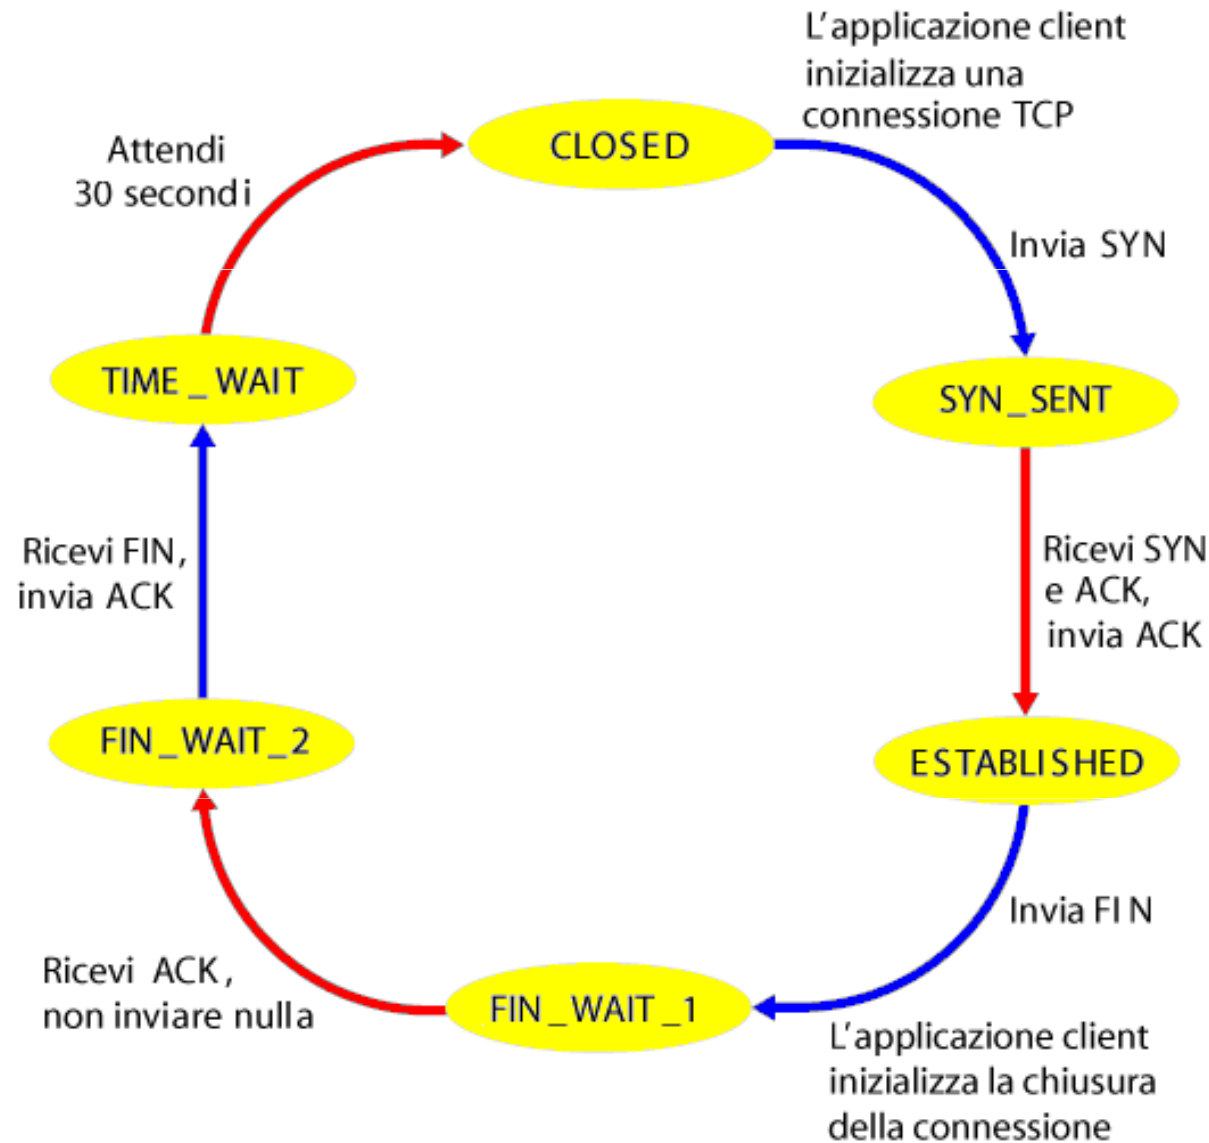 L'applicazione client
inizializza una
connessione TCP
CLOSED
Attendi
30 secondi
Invia SYN
TIME_WAIT
SYN_SENT
Ricevi FIN,
invia ACK
Ricevi SYN
e ACK,
invia ACK
FIN_WAIT_2
ESTABLISHED
Invia FIN
Ricevi ACK,
non inviare nulla
FIN_WAIT_1
L'applicazione client
inizializza la chiusura
della connessione